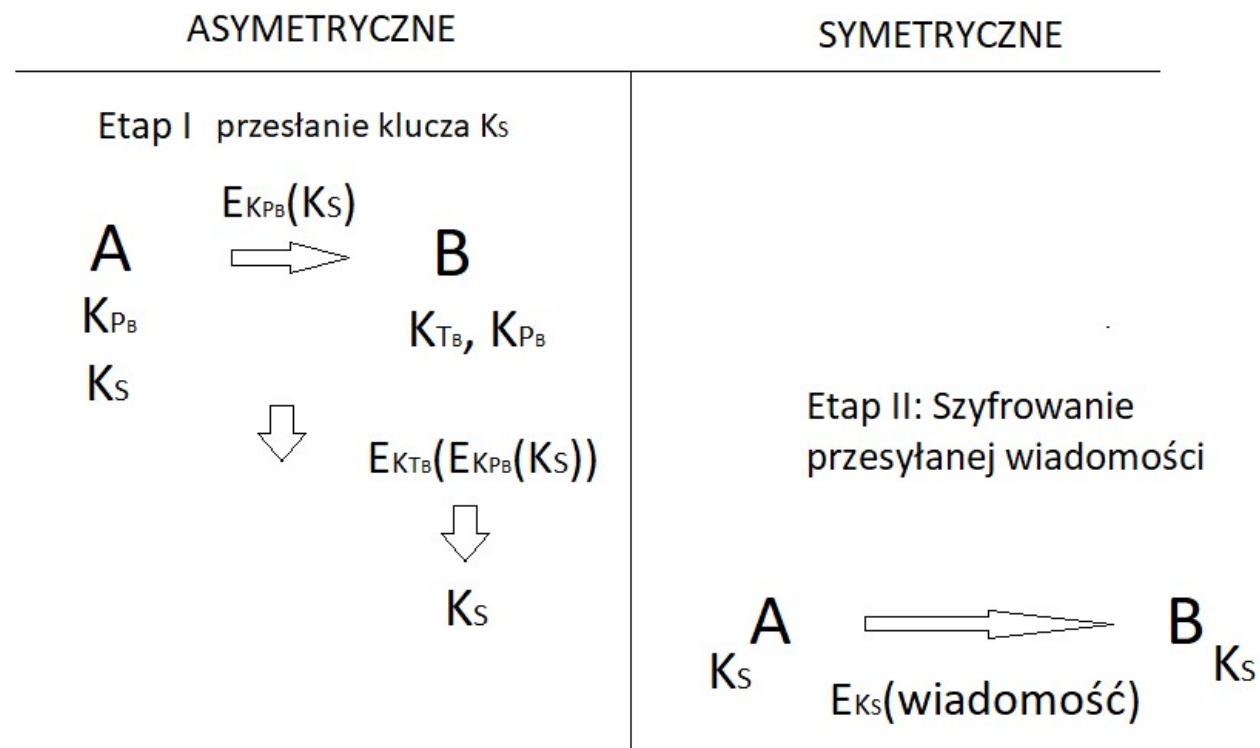 ASYMETRYCZNE
SYMETRYCZNE
Etap I przesłanie klucza KS
EKPB(KS)
A
B
KPB
KTB, KPB
KS
EKTB(EKPB(KS))
KS
Etap II: Szyfrowanie
przesyłanej wiadomości
A
B
KS
KS
EKS(wiadomość)